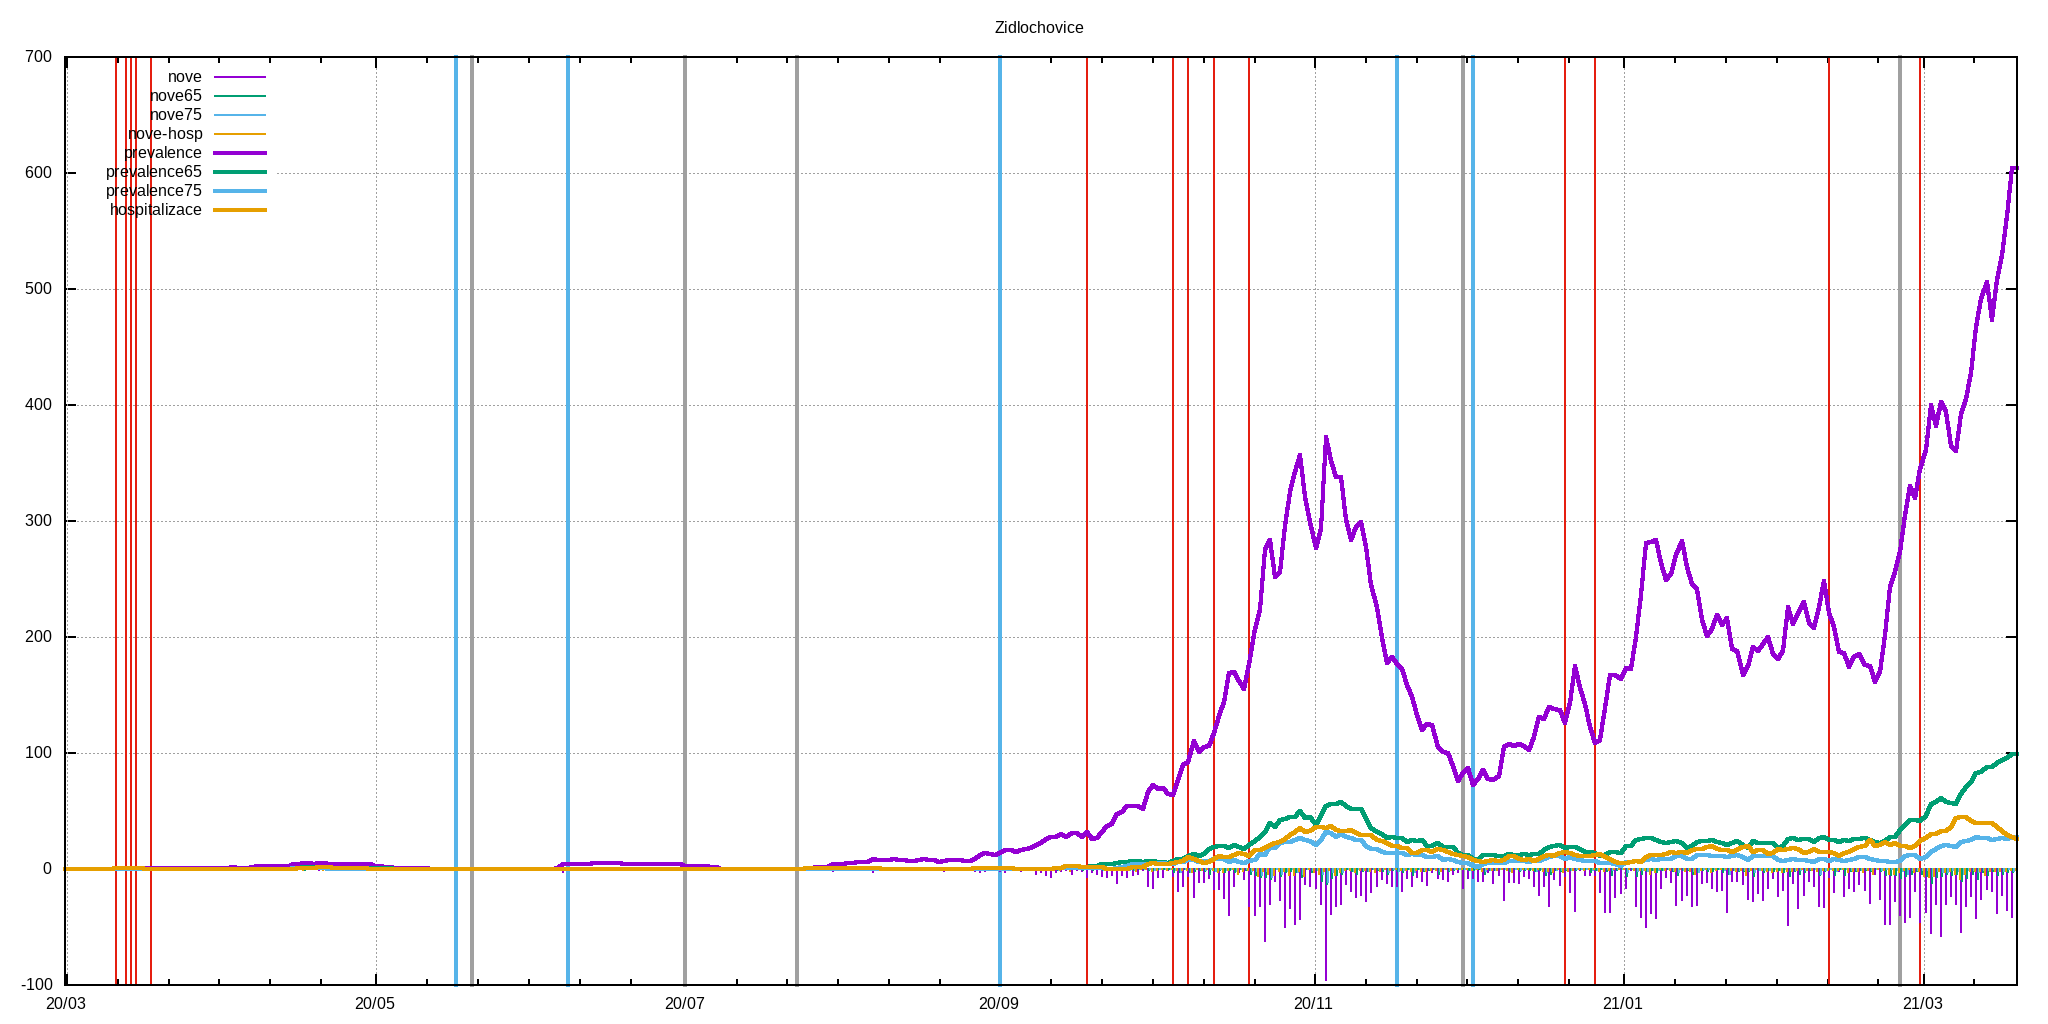 Zidlochovice
700
600
500
400
300
200
100
0
-100
nove
nove65
nove75
nove-hosp
prevalence
prevalence65
prevalence75
hospitalizace
20/03 20/05 20/07 20/09 20/11 21/01 21/03